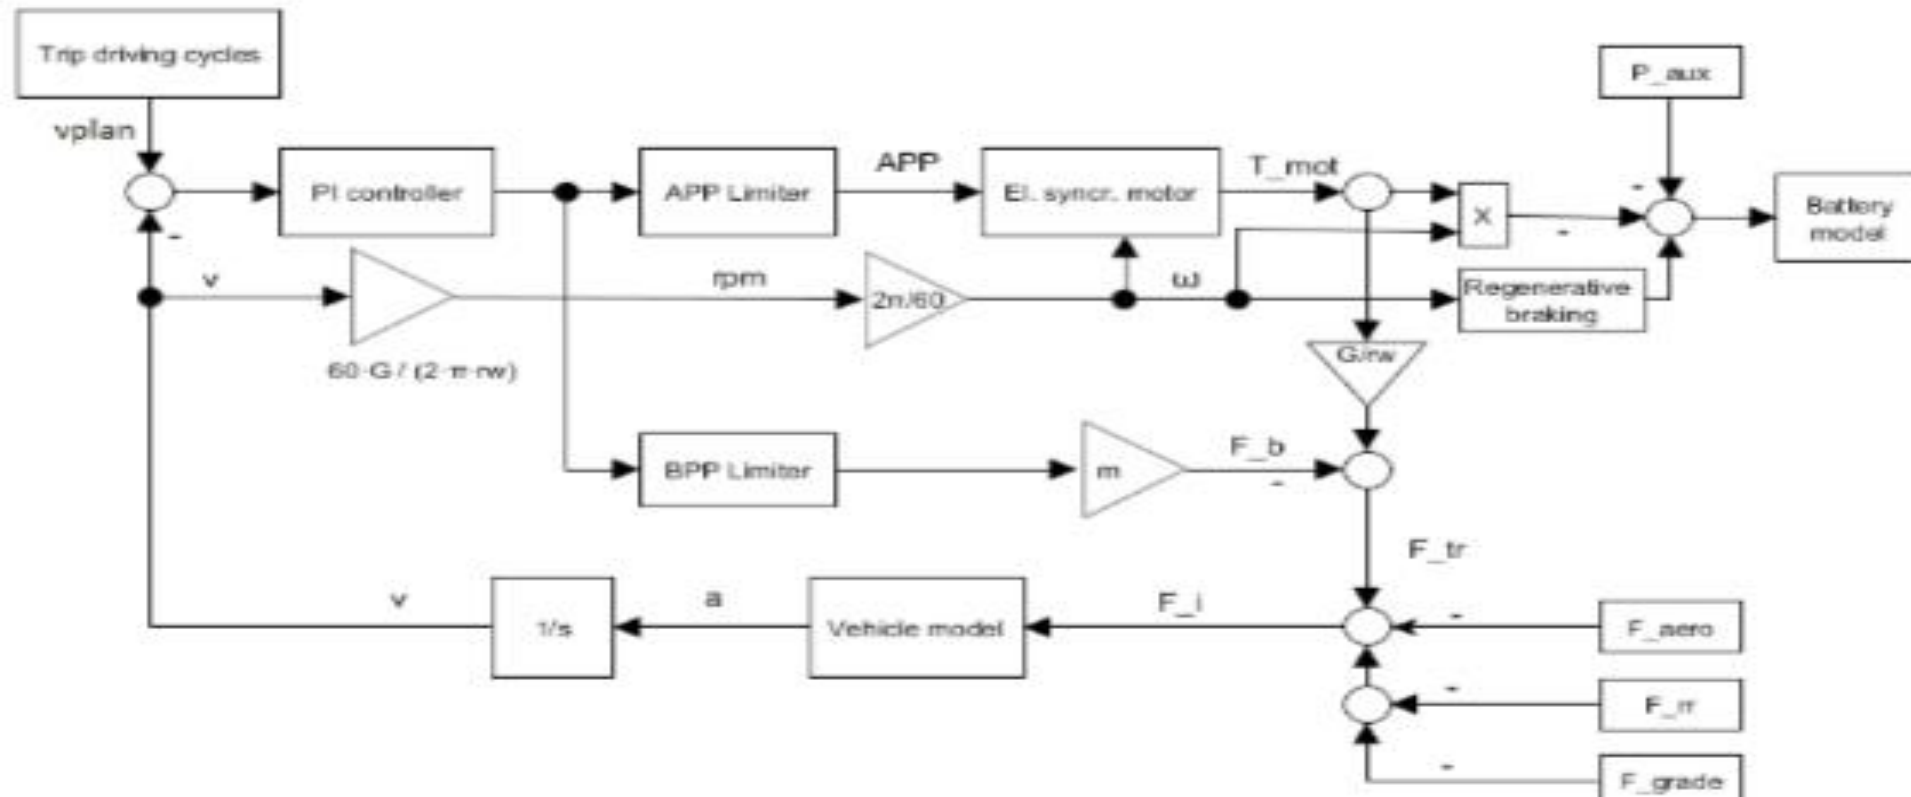 Trip driving cycles
P_aux
vplan
APP
T_mot
PI controller
APP Limiter
El. syncr. motor
X
Battery
model
-
-
-
v
rpm
2π/60
ω
Regenerative
braking
G/rw
60·G / (2·π·rw)
BPP Limiter
m
F_b
-
F_tr
v
1/s
a
Vehicle model
F_i
-
F_aero
-
F_rr
-
F_grade